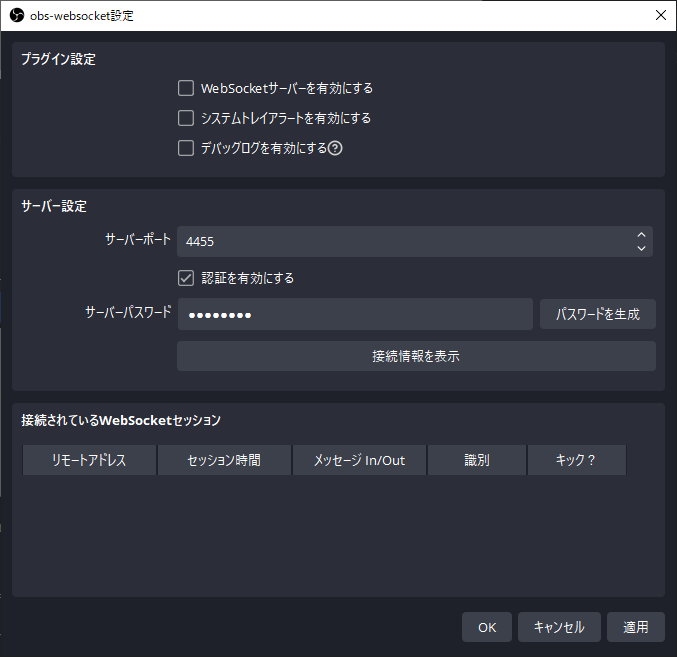 obs-websocket設定
プラグイン設定
WebSocketサーバーを有効にする
システムトレイアラートを有効にする
デバッグログを有効にする
サーバー設定
サーバーポート 4455
認証を有効にする
サーバーパスワード ●●●●●●●● パスワードを生成
接続情報を表示
接続されているWebSocketセッション
リモートアドレス セッション時間 メッセージ In/Out 識別 キック？
OK キャンセル 適用